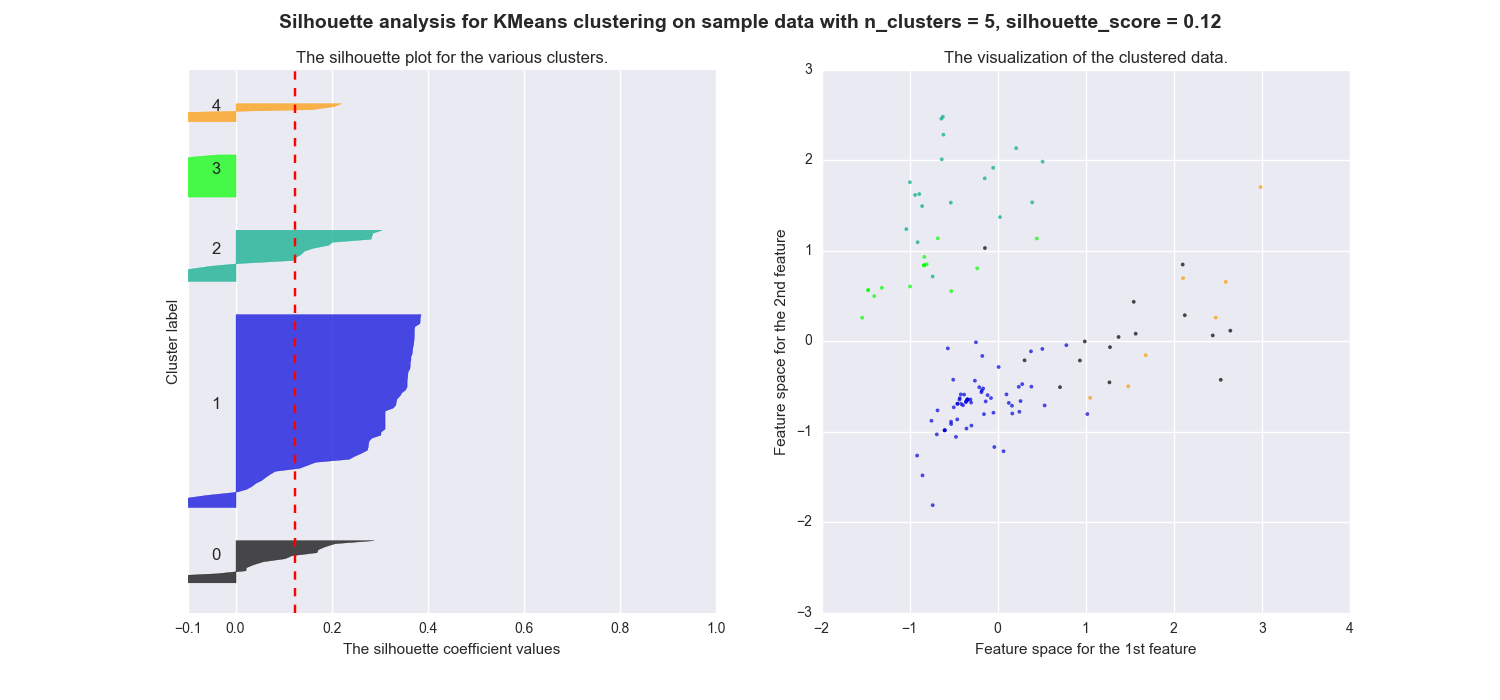 Silhouette analysis for KMeans clustering on sample data with n_clusters = 5, silhouette_score = 0.12
The silhouette plot for the various clusters.
4
3
2
1
0
Cluster label
−0.1 0.0 0.2 0.4 0.6 0.8 1.0
The silhouette coefficient values
The visualization of the clustered data.
3
2
1
0
−1
−2
−3
Feature space for the 2nd feature
−2 −1 0 1 2 3 4
Feature space for the 1st feature